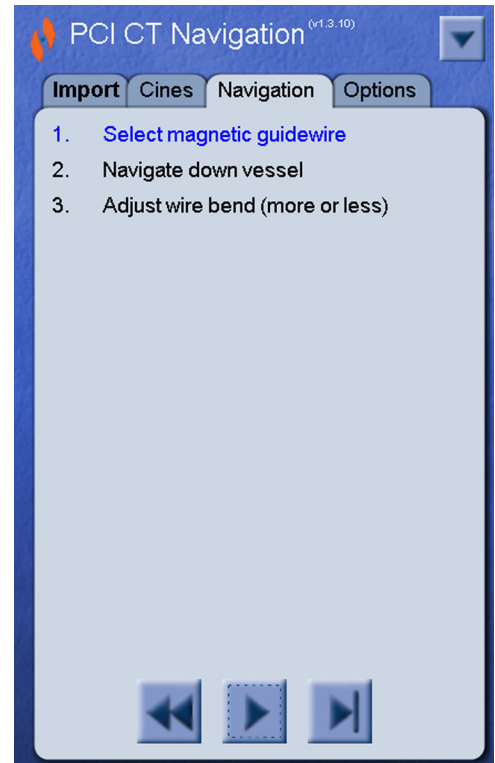 PCI CT Navigation (v1.3.10)
Import Cines Navigation Options
1. Select magnetic guidewire
2. Navigate down vessel
3. Adjust wire bend (more or less)